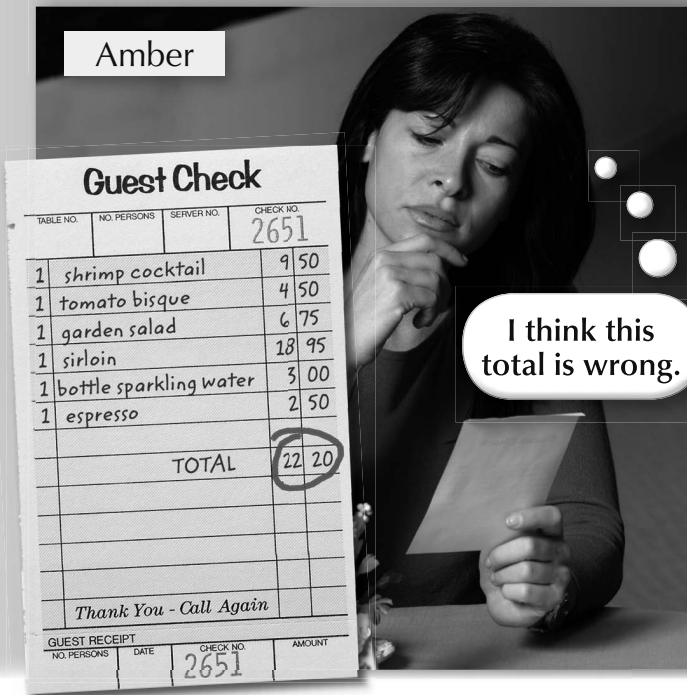 Amber
Guest Check
TABLE NO. NO. PERSONS SERVER NO. CHECK NO.
2651
1 shrimp cocktail 9 50
1 tomato bisque 4 50
1 garden salad 6 75
1 sirloin 18 95
1 bottle sparkling water 3 00
1 espresso 2 50
TOTAL 22 20
Thank You - Call Again
GUEST RECEIPT
NO. PERSONS DATE CHECK NO. AMOUNT
2651
I think this
total is wrong.